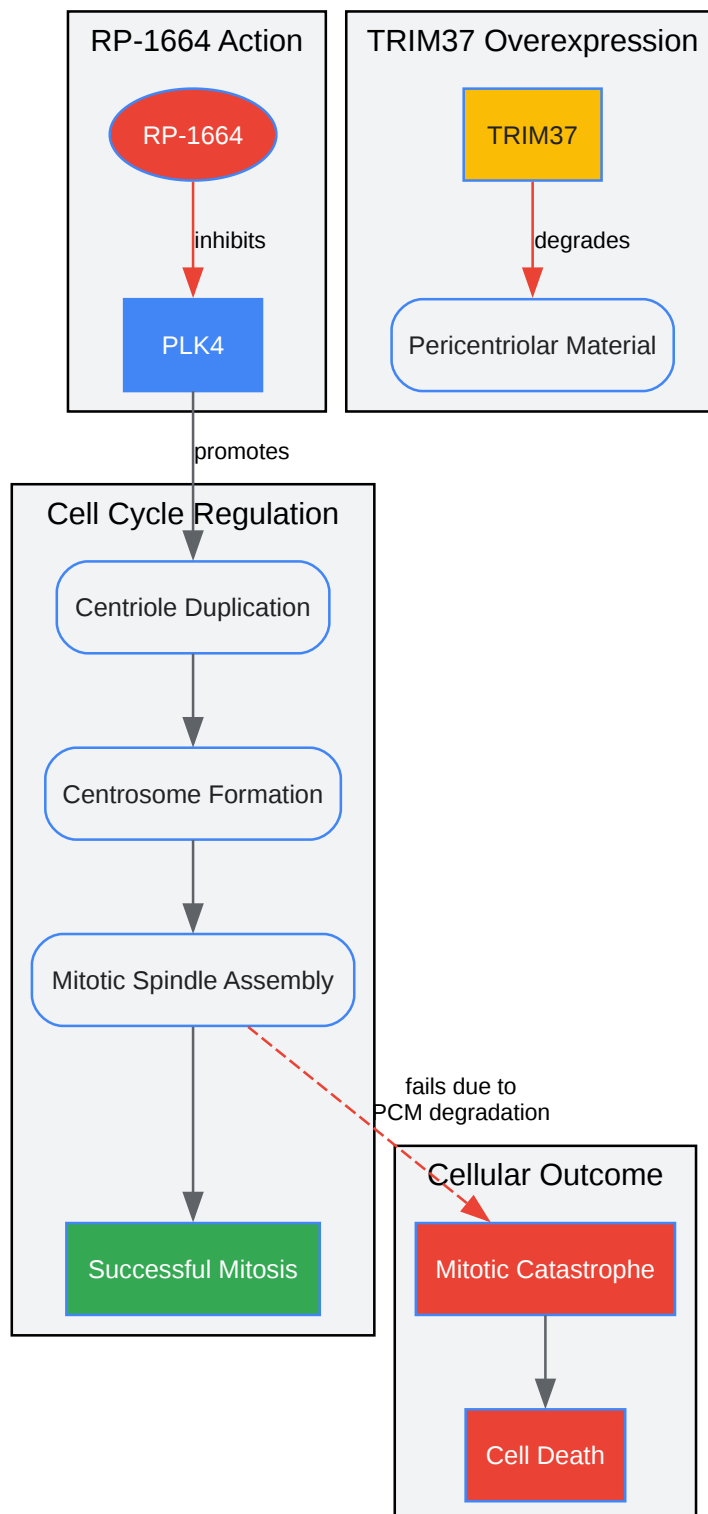 RP-1664 Action
TRIM37 Overexpression
RP-1664
TRIM37
inhibits
degrades
PLK4
Pericentriolar Material
promotes
Cell Cycle Regulation
Centriole Duplication
Centrosome Formation
Mitotic Spindle Assembly
fails due to
PCM degradation
Cellular Outcome
Successful Mitosis
Mitotic Catastrophe
Cell Death